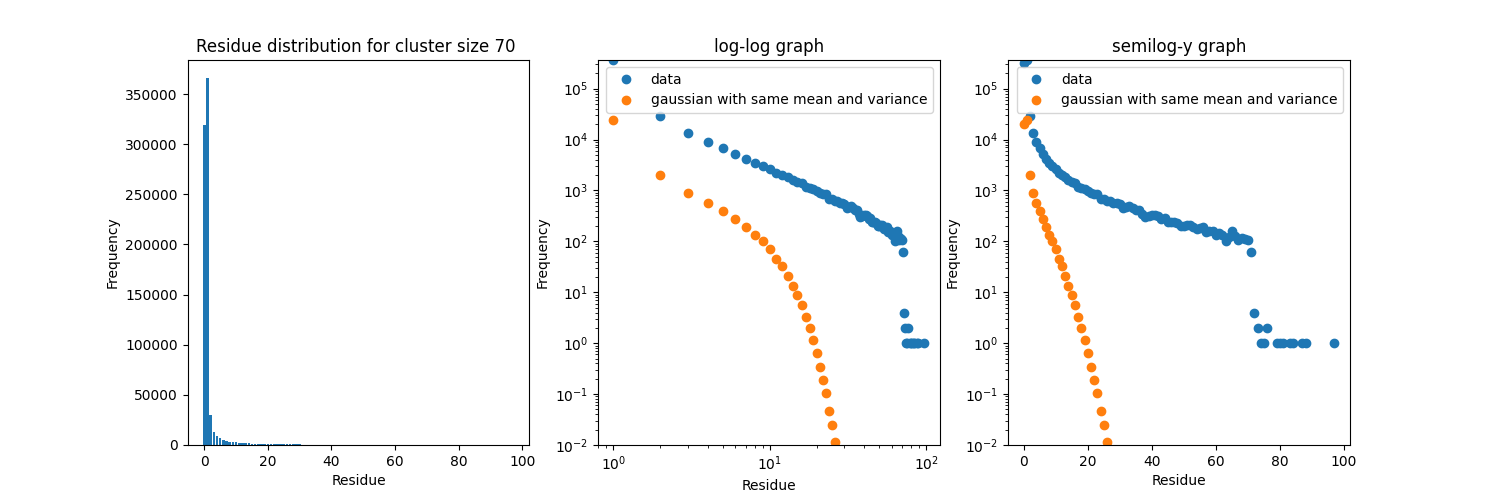 Residue distribution for cluster size 70
350000
300000
250000
200000
150000
100000
50000
0
Frequency
0 20 40 60 80 100
Residue
log-log graph
data
gaussian with same mean and variance
10^5
10^4
10^3
10^2
10^1
10^0
10^−1
10^−2
Frequency
10^0 10^1 10^2
Residue
semilog-y graph
data
gaussian with same mean and variance
10^5
10^4
10^3
10^2
10^1
10^0
10^−1
10^−2
Frequency
0 20 40 60 80 100
Residue